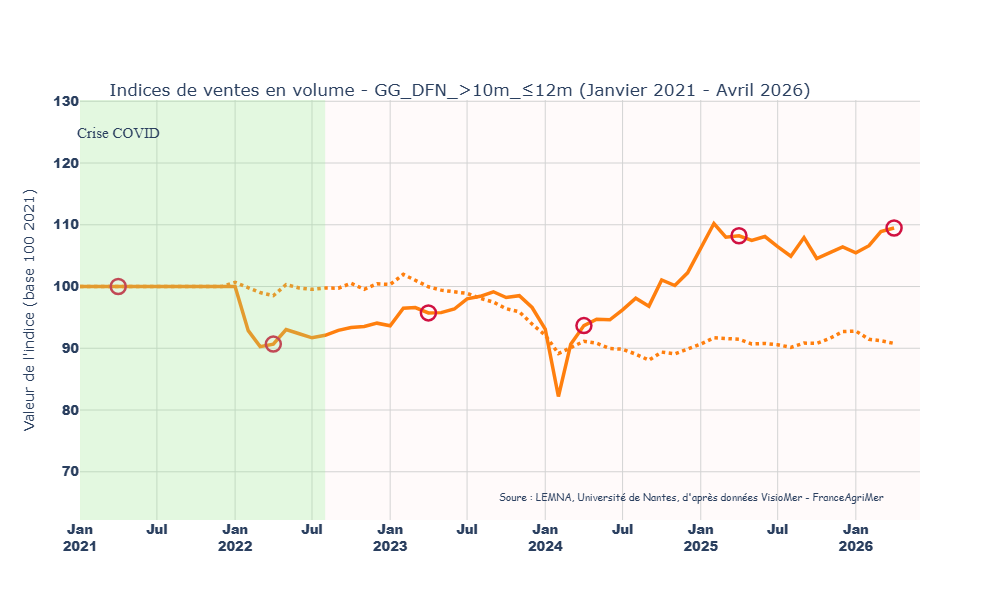 Indices de ventes en volume - GG_DFN_>10m_≤12m (Janvier 2021 - Avril 2026)
Crise COVID
Valeur de l'indice (base 100 2021)
130
120
110
100
90
80
70
Soure : LEMNA, Université de Nantes, d'après données VisioMer - FranceAgriMer
Jan Jul Jan Jul Jan Jul Jan Jul Jan Jul Jan
2021 2022 2023 2024 2025 2026